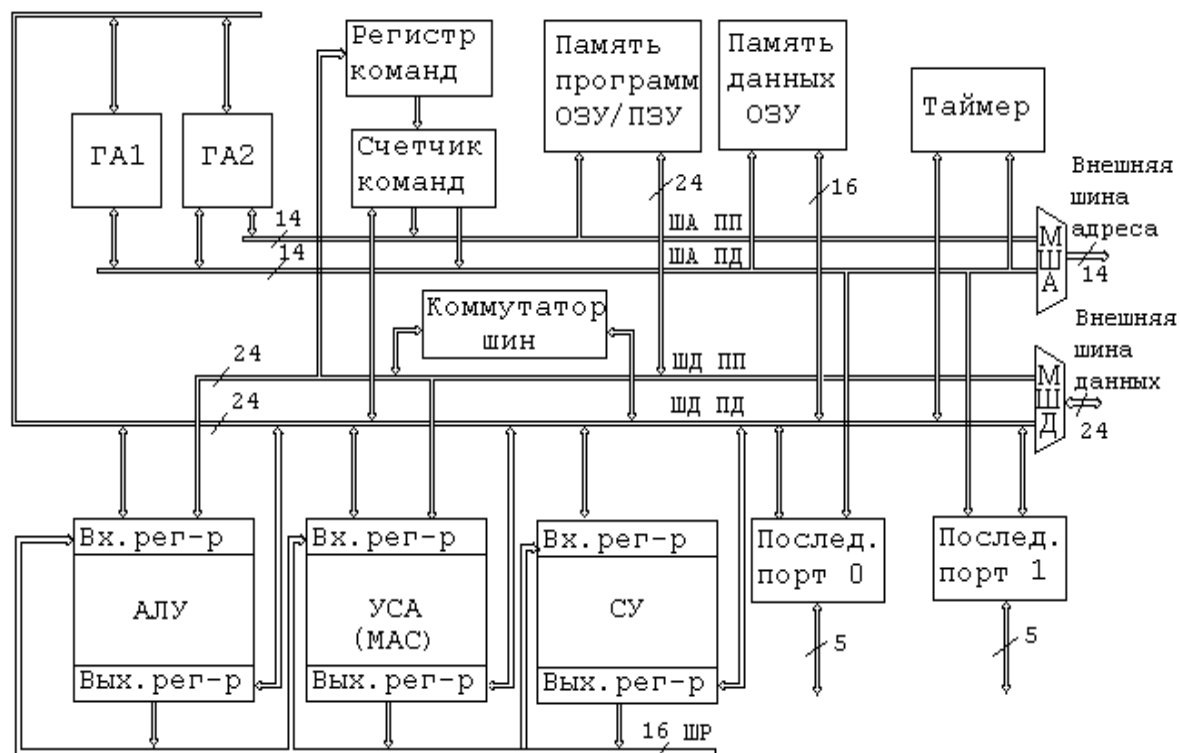 Регистр
команд
Память
программ
ОЗУ/ПЗУ
Память
данных
ОЗУ
Таймер
ГА1
ГА2
Счетчик
команд
24
16
Внешняя
шина
адреса
14
ША ПП
14
ША ПД
М
Ш
А
14
Коммутатор
шин
Внешняя
шина
данных
24
ШД ПП
24
ШД ПД
М
Ш
Д
24
Вх.рег-р
АЛУ
Вых.рег-р
Вх.рег-р
УСА
(МАС)
Вых.рег-р
Вх.рег-р
СУ
Вых.рег-р
Послед.
порт 0
5
Послед.
порт 1
5
16 ШР